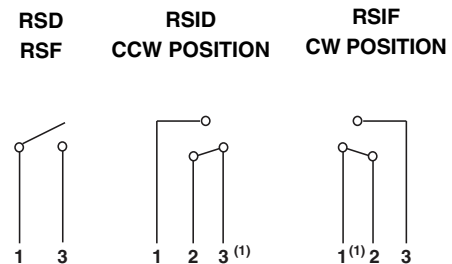 RSD
RSF
RSID
CCW POSITION
RSIF
CW POSITION
1 3
1 2 3 (1)
1 (1) 2 3